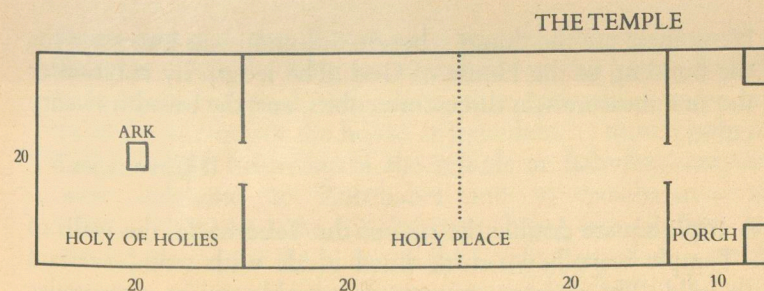 THE TEMPLE
ARK
20
HOLY OF HOLIES HOLY PLACE PORCH
20 20 20 10